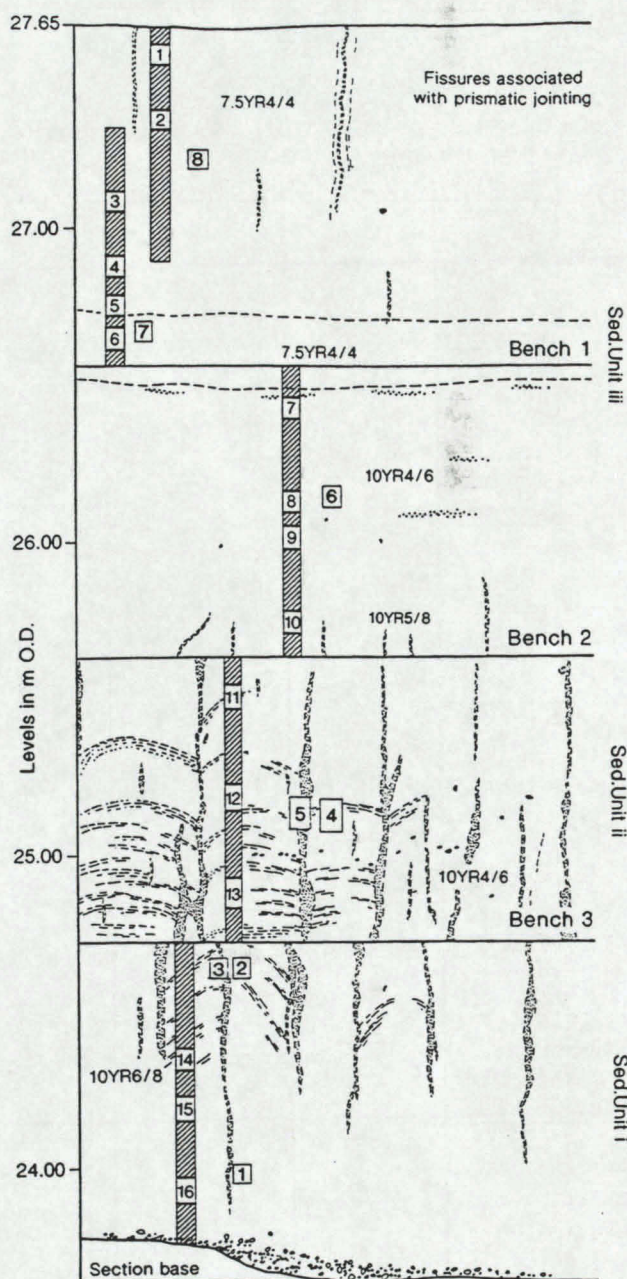 27.65
1
7.5YR4/4
Fissures associated
with prismatic jointing
2
8
3
27.00
4
5
7
6
7.5YR4/4
Bench 1
Sed.Unit iii
7
10YR4/6
8
6
9
26.00
10
10YR5/8
Bench 2
Levels in m O.D.
11
12
5
4
Sed.Unit ii
25.00
13
10YR4/6
Bench 3
3
2
14
10YR6/8
15
Sed.Unit i
24.00
1
16
Section base